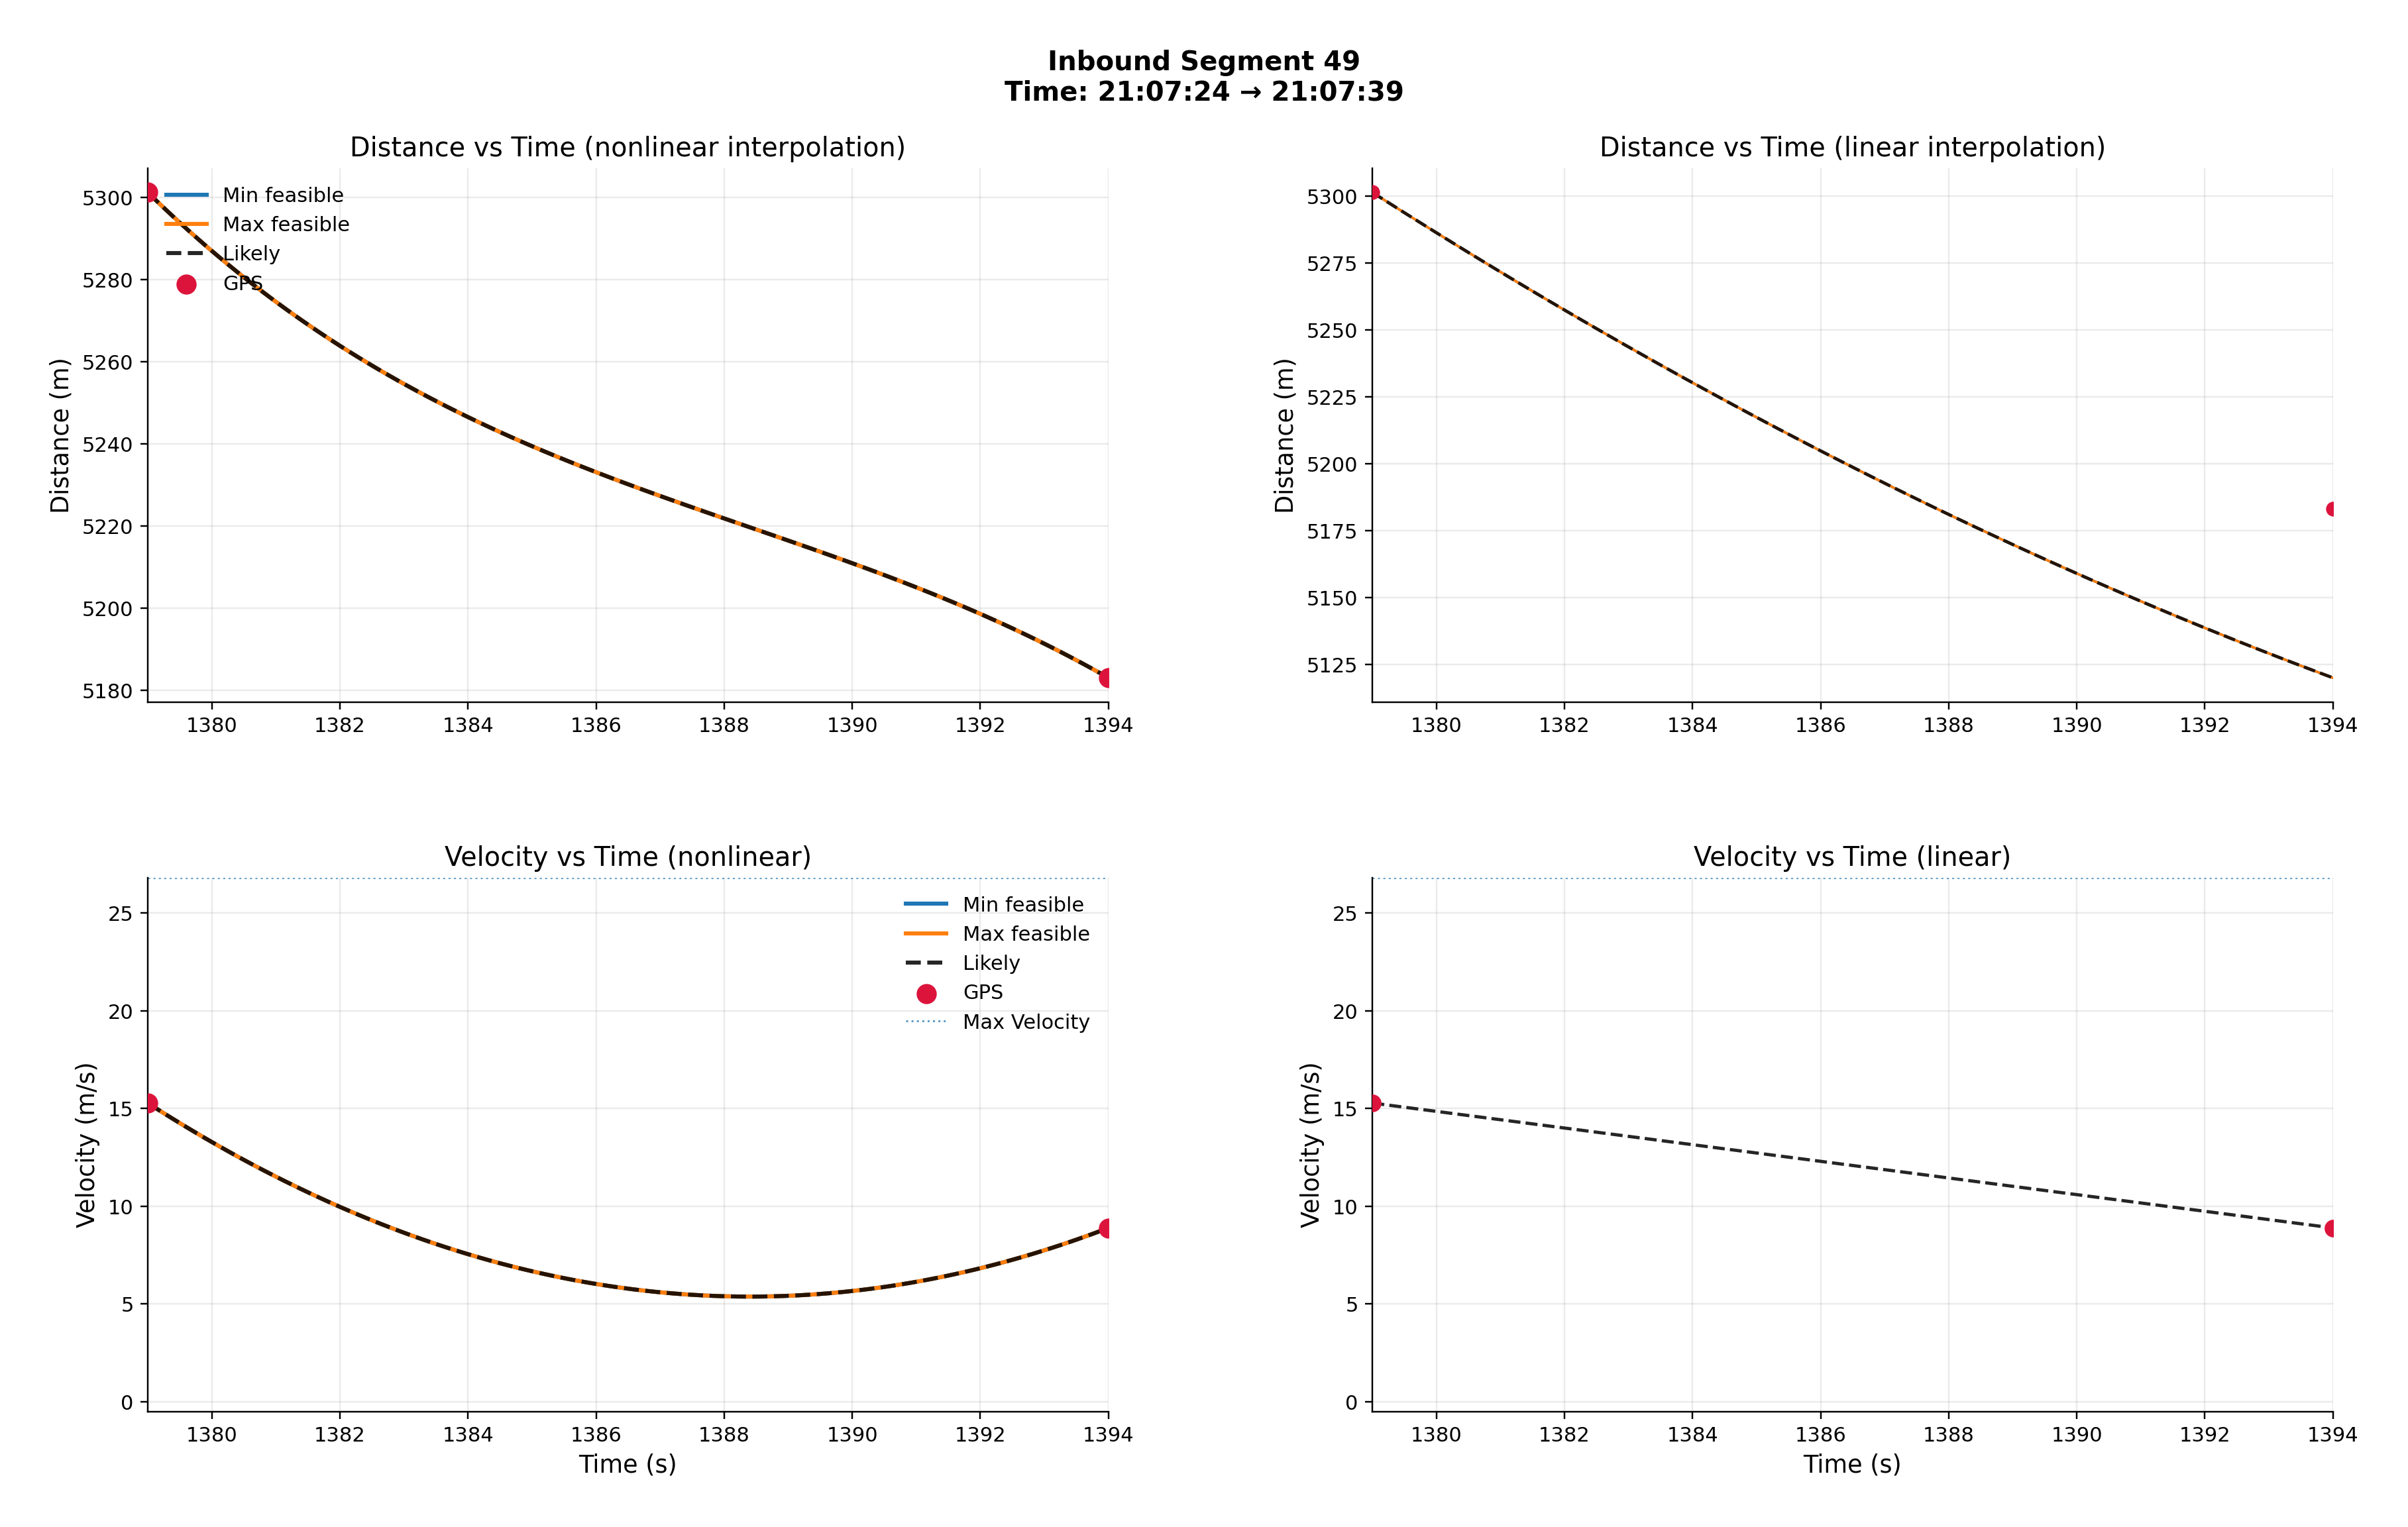 Inbound Segment 49
Time: 21:07:24 → 21:07:39
Distance vs Time (nonlinear interpolation)
Distance (m)
5300
5280
5260
5240
5220
5200
5180
Min feasible
Max feasible
Likely
GPS
1380 1382 1384 1386 1388 1390 1392 1394
Distance vs Time (linear interpolation)
Distance (m)
5300
5275
5250
5225
5200
5175
5150
5125
1380 1382 1384 1386 1388 1390 1392 1394
Velocity vs Time (nonlinear)
Velocity (m/s)
25
20
15
10
5
0
Min feasible
Max feasible
Likely
GPS
Max Velocity
1380 1382 1384 1386 1388 1390 1392 1394
Time (s)
Velocity vs Time (linear)
Velocity (m/s)
25
20
15
10
5
0
1380 1382 1384 1386 1388 1390 1392 1394
Time (s)